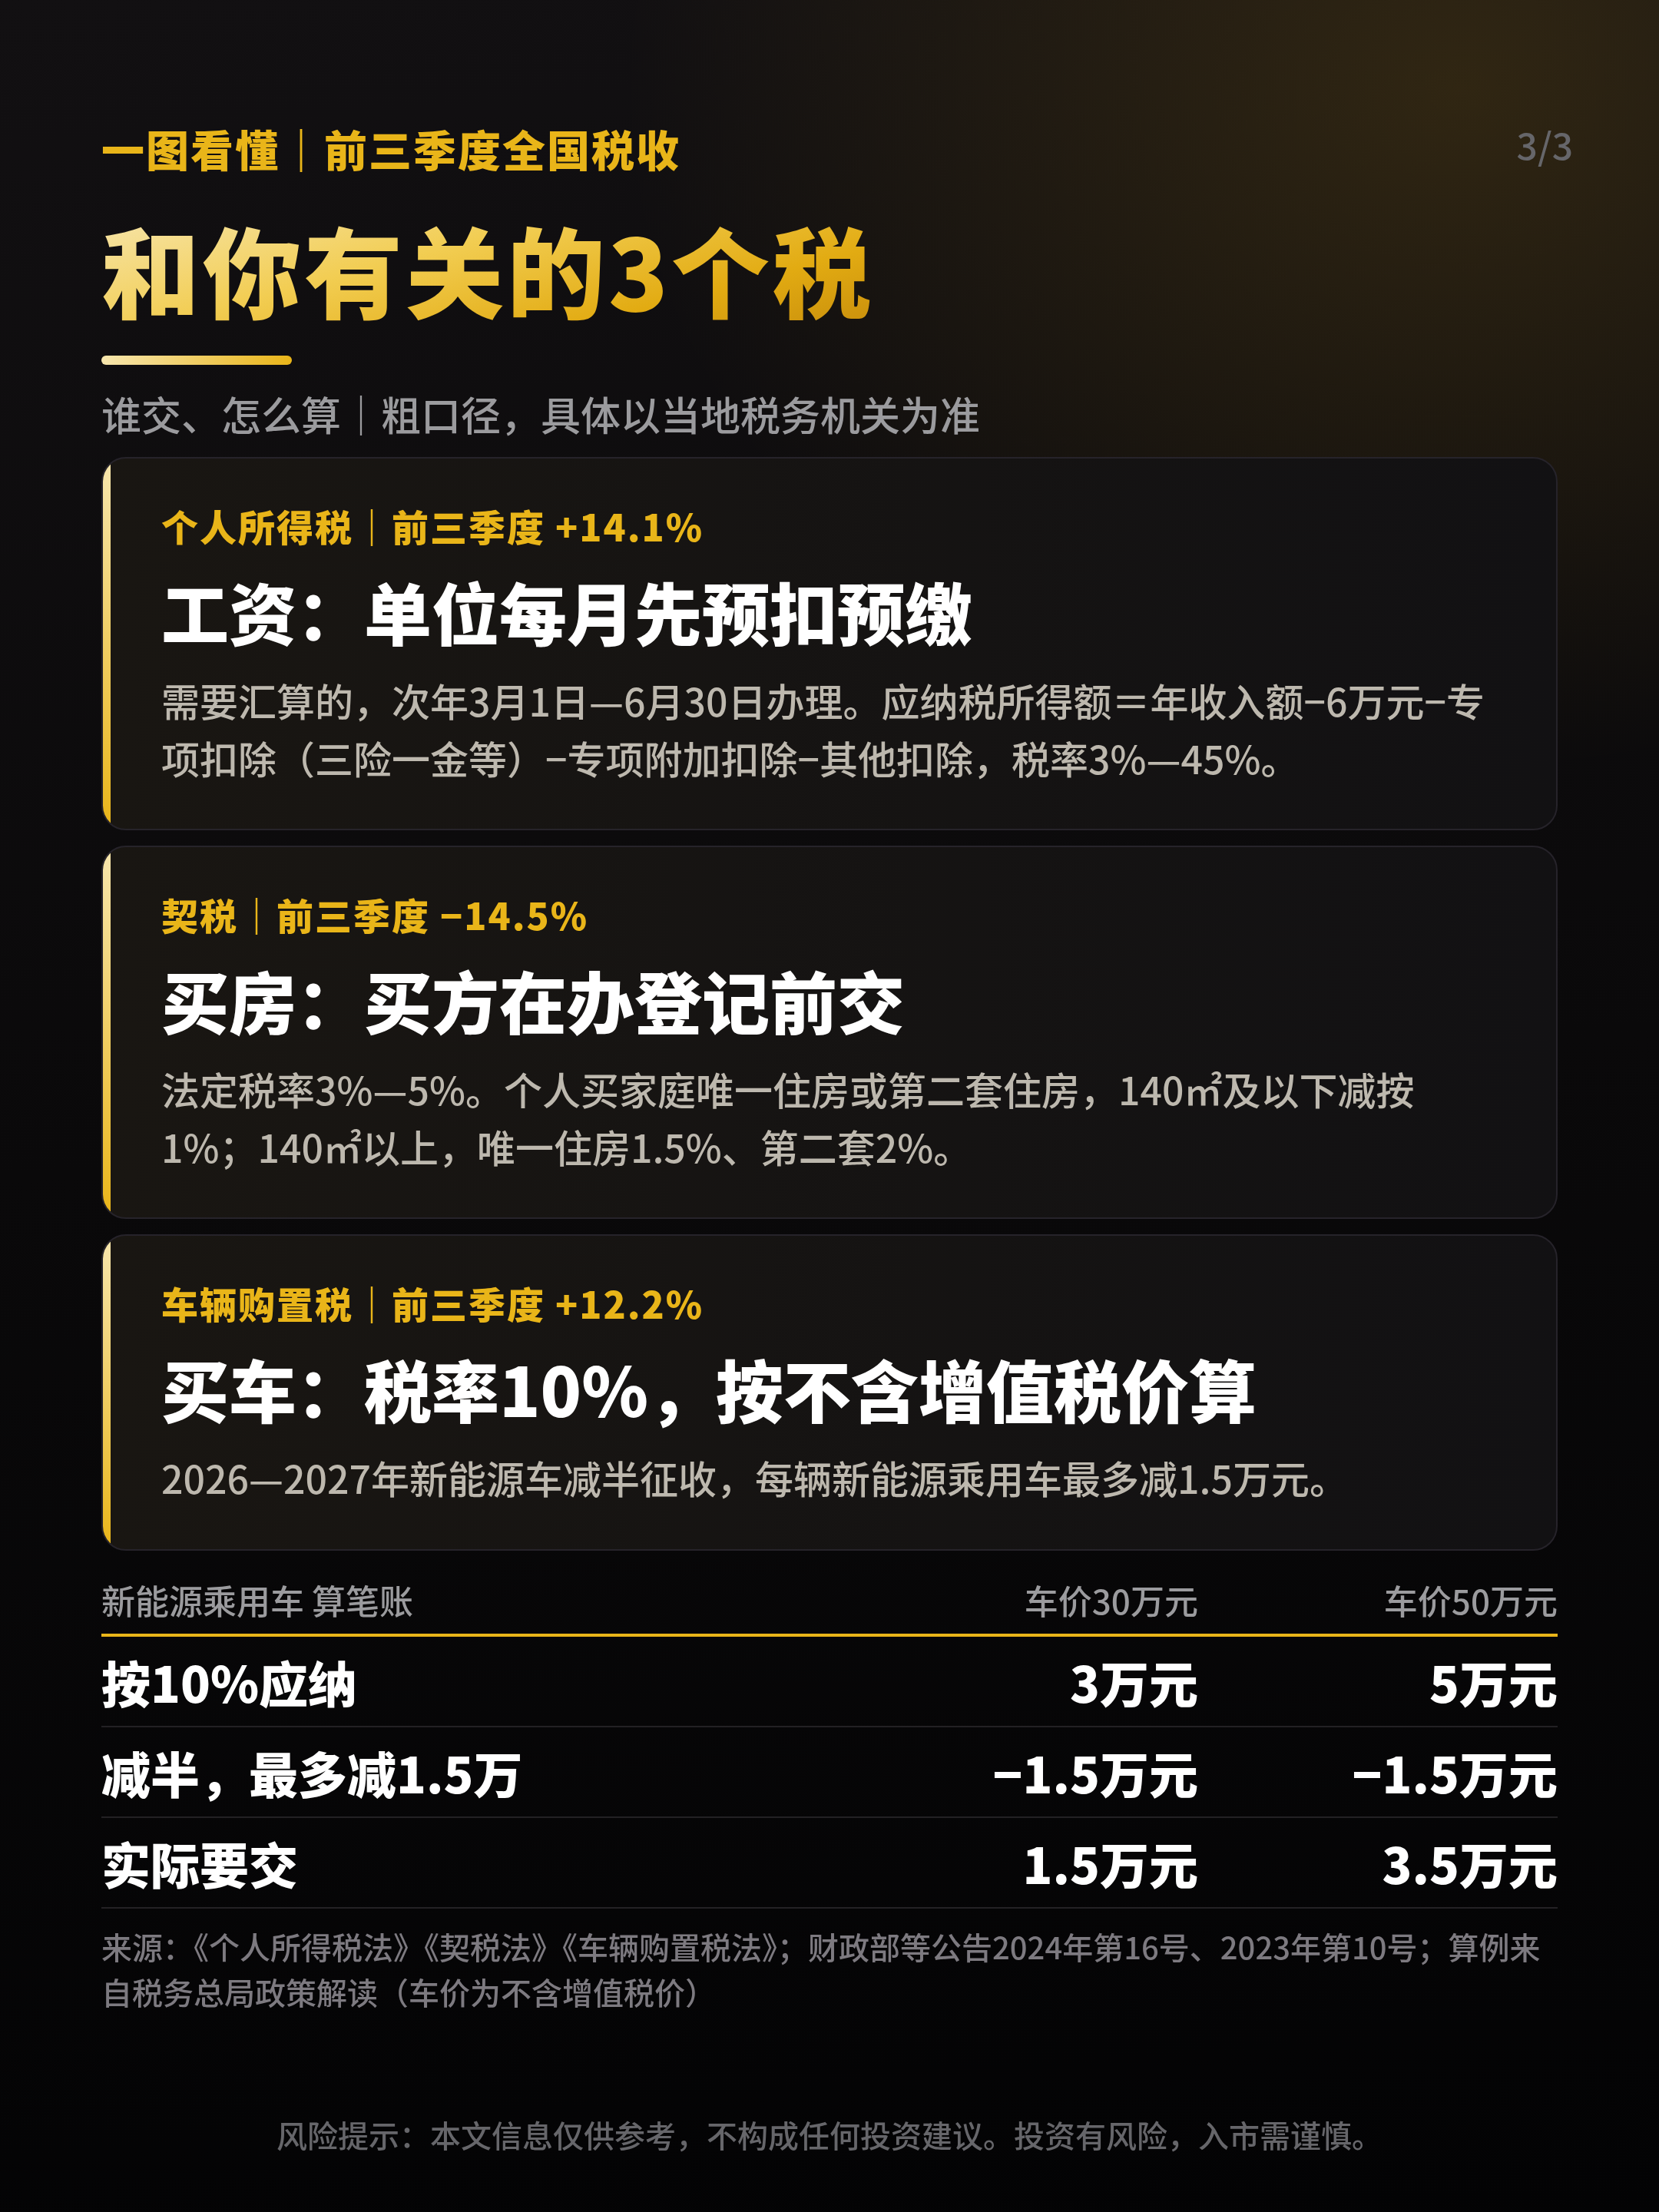 一图看懂｜前三季度全国税收
3/3
和你有关的3个税
谁交、怎么算｜粗口径，具体以当地税务机关为准
个人所得税｜前三季度 +14.1%
工资：单位每月先预扣预缴
需要汇算的，次年3月1日—6月30日办理。应纳税所得额＝年收入额−6万元−专
项扣除（三险一金等）−专项附加扣除−其他扣除，税率3%—45%。
契税｜前三季度 −14.5%
买房：买方在办登记前交
法定税率3%—5%。个人买家庭唯一住房或第二套住房，140㎡及以下减按
1%；140㎡以上，唯一住房1.5%、第二套2%。
车辆购置税｜前三季度 +12.2%
买车：税率10%，按不含增值税价算
2026—2027年新能源车减半征收，每辆新能源乘用车最多减1.5万元。
新能源乘用车 算笔账 车价30万元 车价50万元
按10%应纳 3万元 5万元
减半，最多减1.5万 −1.5万元 −1.5万元
实际要交 1.5万元 3.5万元
来源：《个人所得税法》《契税法》《车辆购置税法》；财政部等公告2024年第16号、2023年第10号；算例来
自税务总局政策解读（车价为不含增值税价）
风险提示：本文信息仅供参考，不构成任何投资建议。投资有风险，入市需谨慎。